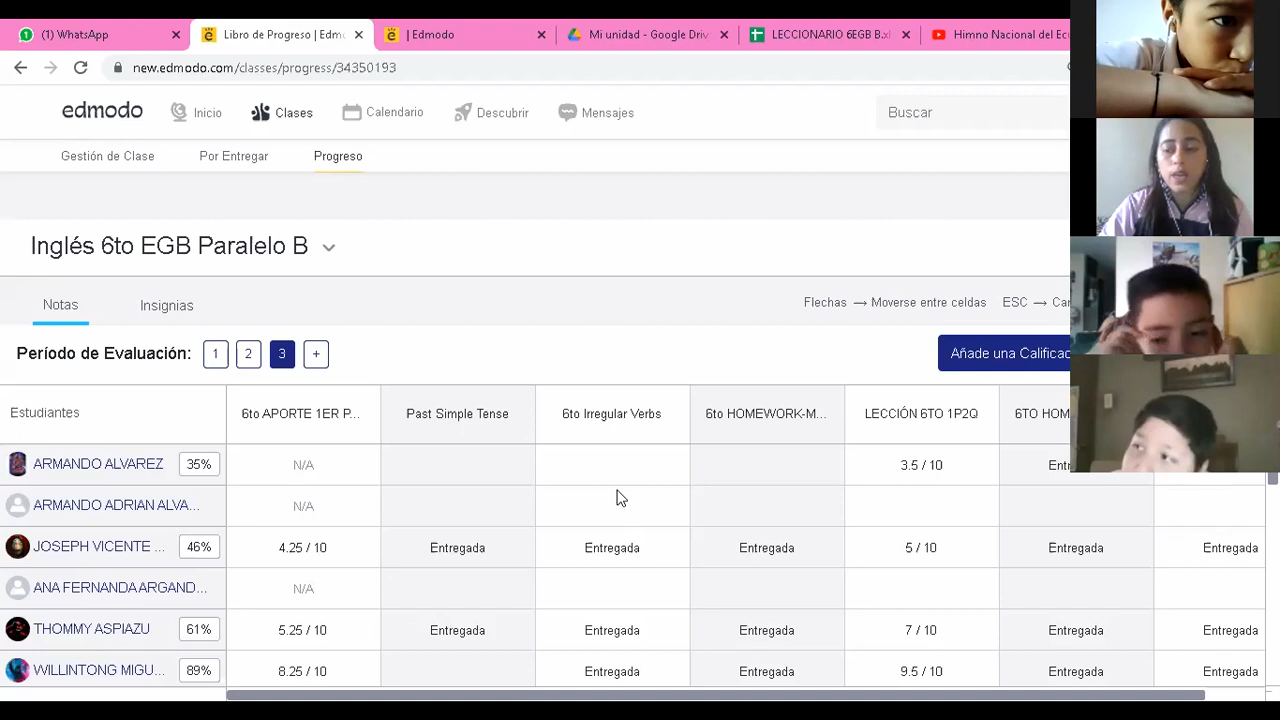 (1) WhatsApp
Libro de Progreso | Edm
| Edmodo
Mi unidad - Google Driv
LECCIONARIO 6EGB B.xl
Himno Nacional del Ec
new.edmodo.com/classes/progress/34350193
edmodo
Inicio
Clases
Calendario
Descubrir
Mensajes
Buscar
Gestión de Clase
Por Entregar
Progreso
Inglés 6to EGB Paralelo B
Notas
Insignias
Flechas → Moverse entre celdas ESC → Can
Período de Evaluación: 1 2 3 +
Añade una Calificac
Estudiantes 6to APORTE 1ER P... Past Simple Tense 6to Irregular Verbs 6to HOMEWORK-M... LECCIÓN 6TO 1P2Q 6TO HOM
ARMANDO ALVAREZ 35% N/A 3.5 / 10 Entr
ARMANDO ADRIAN ALVA... N/A
JOSEPH VICENTE ... 46% 4.25 / 10 Entregada Entregada Entregada 5 / 10 Entregada Entregada
ANA FERNANDA ARGAND... N/A
THOMMY ASPIAZU 61% 5.25 / 10 Entregada Entregada Entregada 7 / 10 Entregada Entregada
WILLINTONG MIGU... 89% 8.25 / 10 Entregada Entregada 9.5 / 10 Entregada Entregada